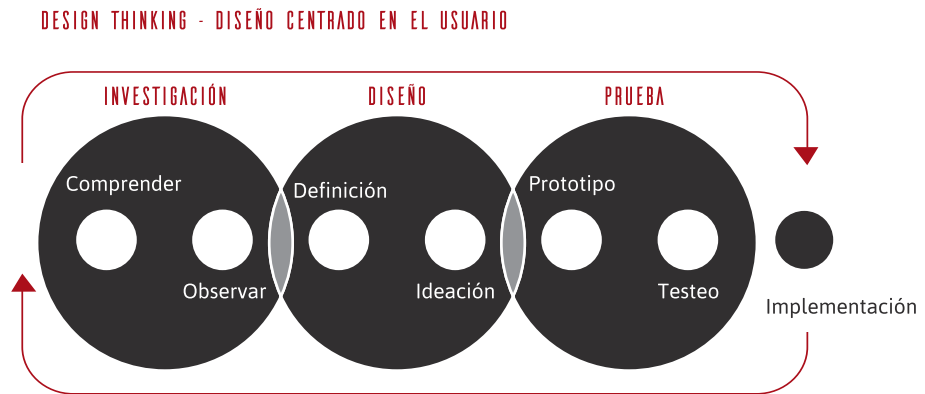 DESIGN THINKING - DISEÑO CENTRADO EN EL USUARIO
INVESTIGACIÓN
DISEÑO
PRUEBA
Comprender
Definición
Prototipo
Observar
Ideación
Testeo
Implementación